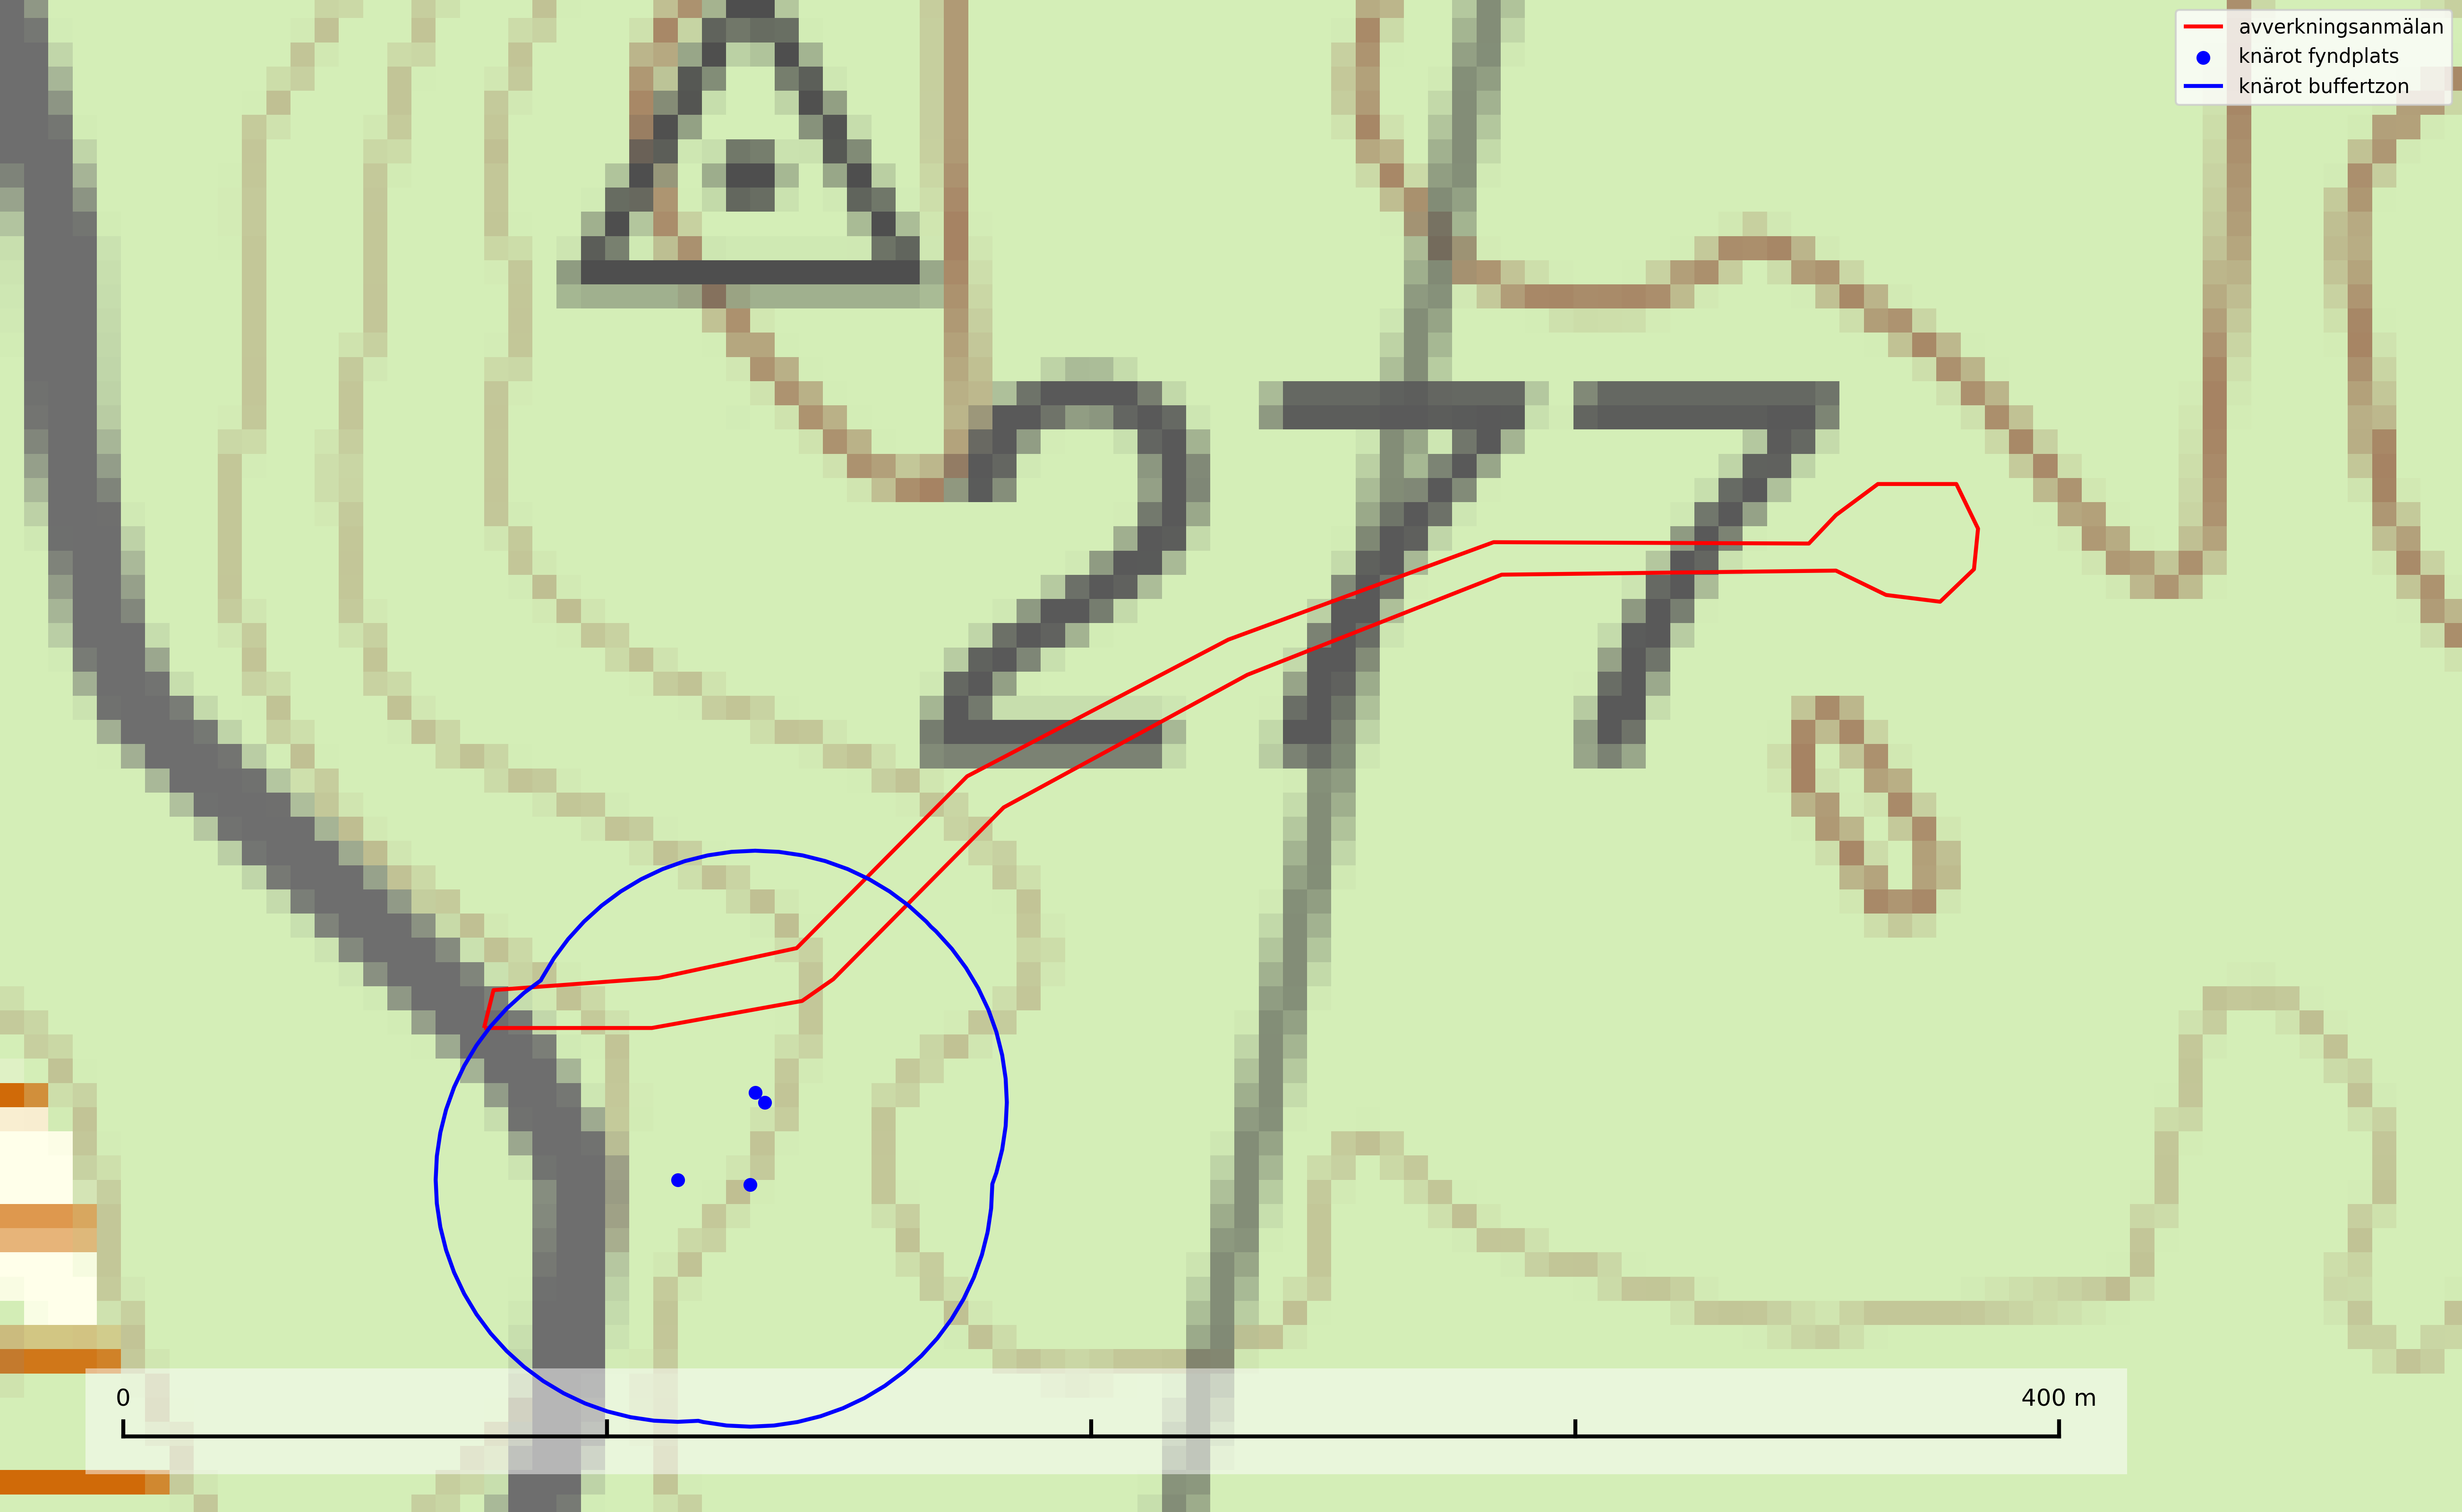 avverkningsanmälan
knärot fyndplats
knärot buffertzon
277
0 400 m